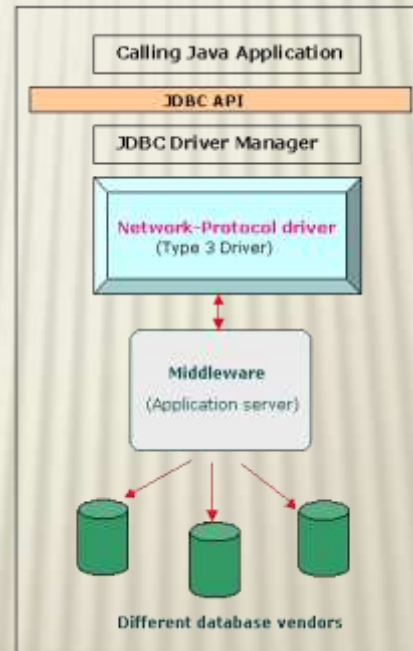 Calling Java Application
JDBC API
JDBC Driver Manager
Network-Protocol driver
(Type 3 Driver)
Middleware
(Application server)
Different database vendors